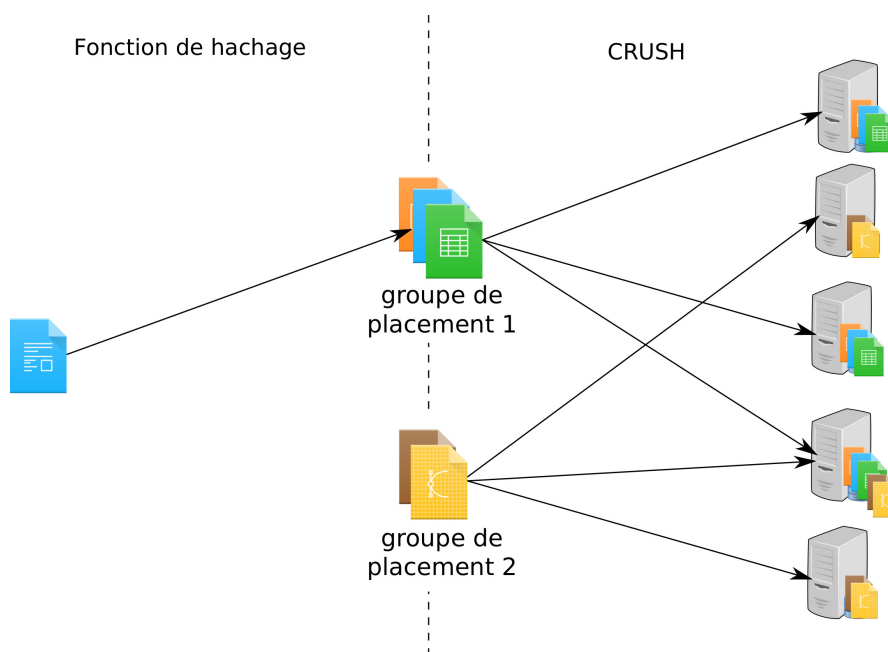 Fonction de hachage
CRUSH
groupe de
placement 1
groupe de
placement 2